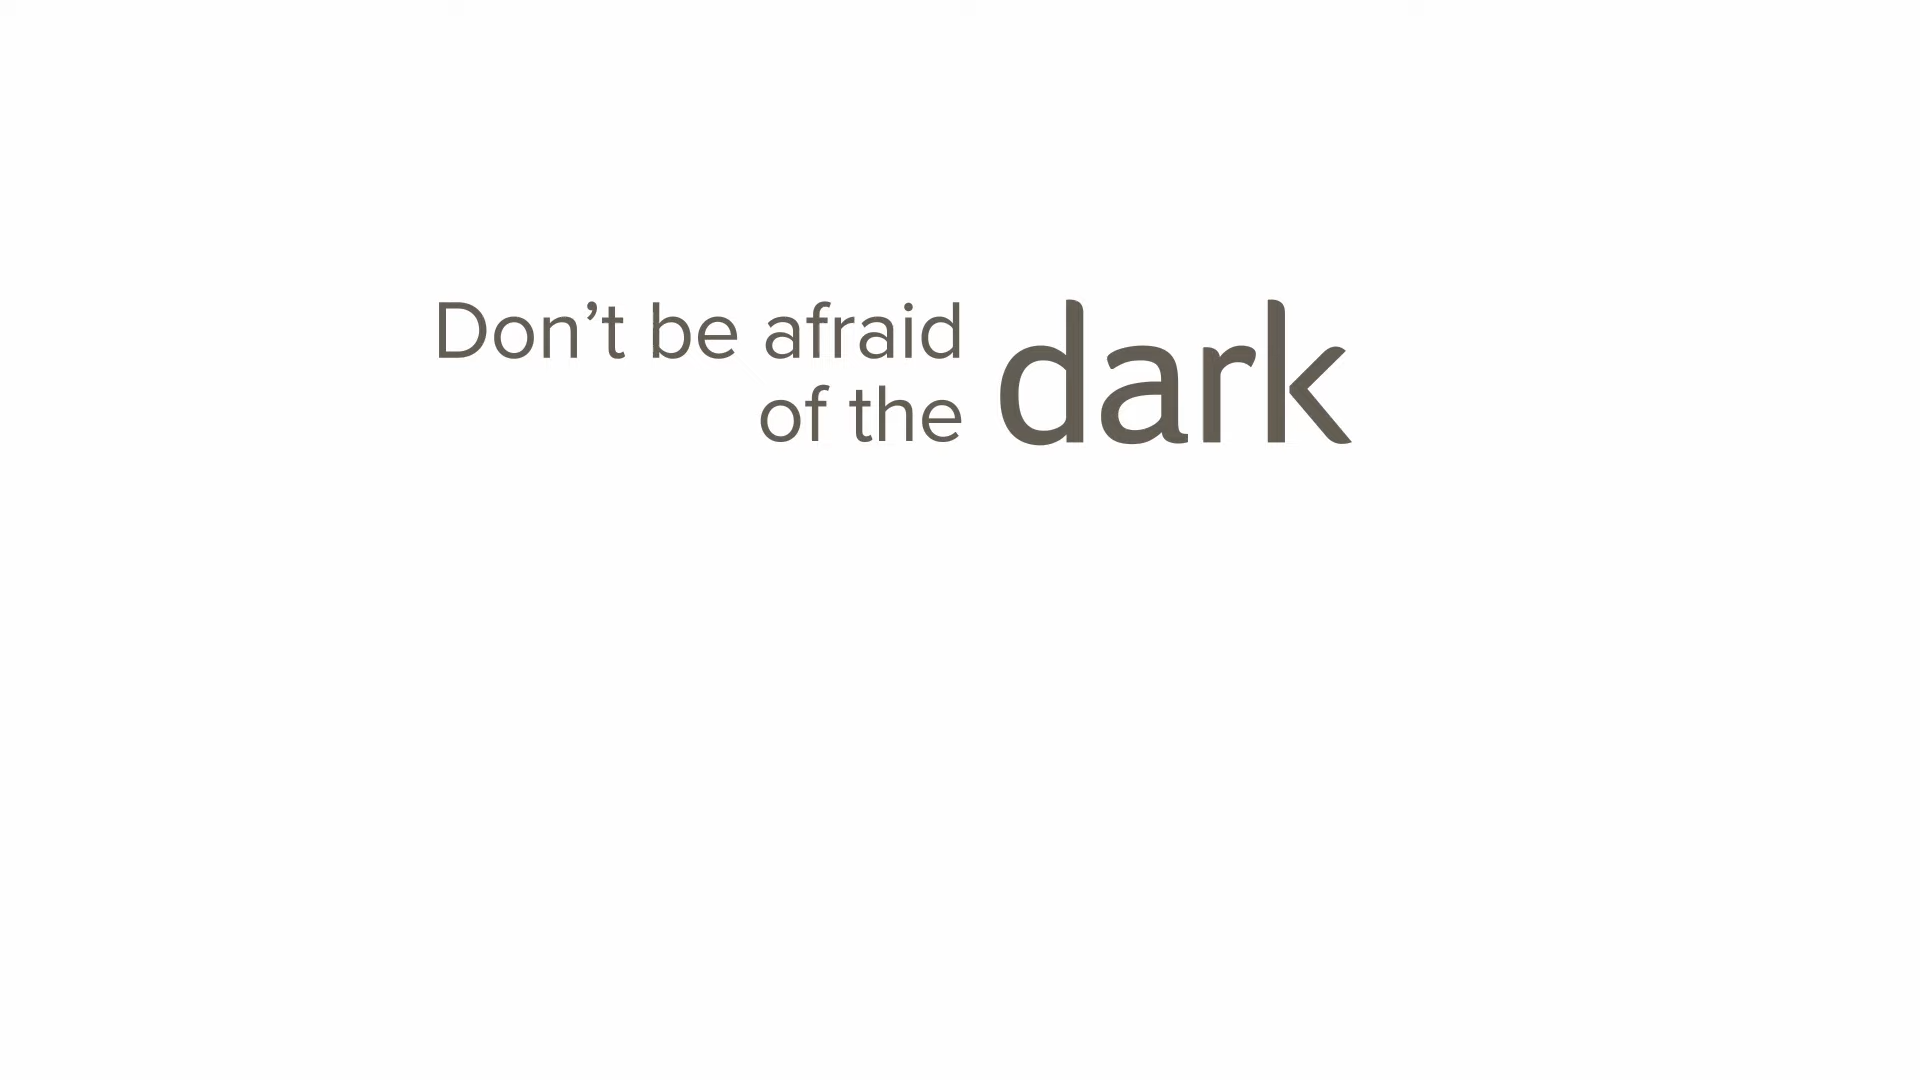 Don’t be afraid
of the dark